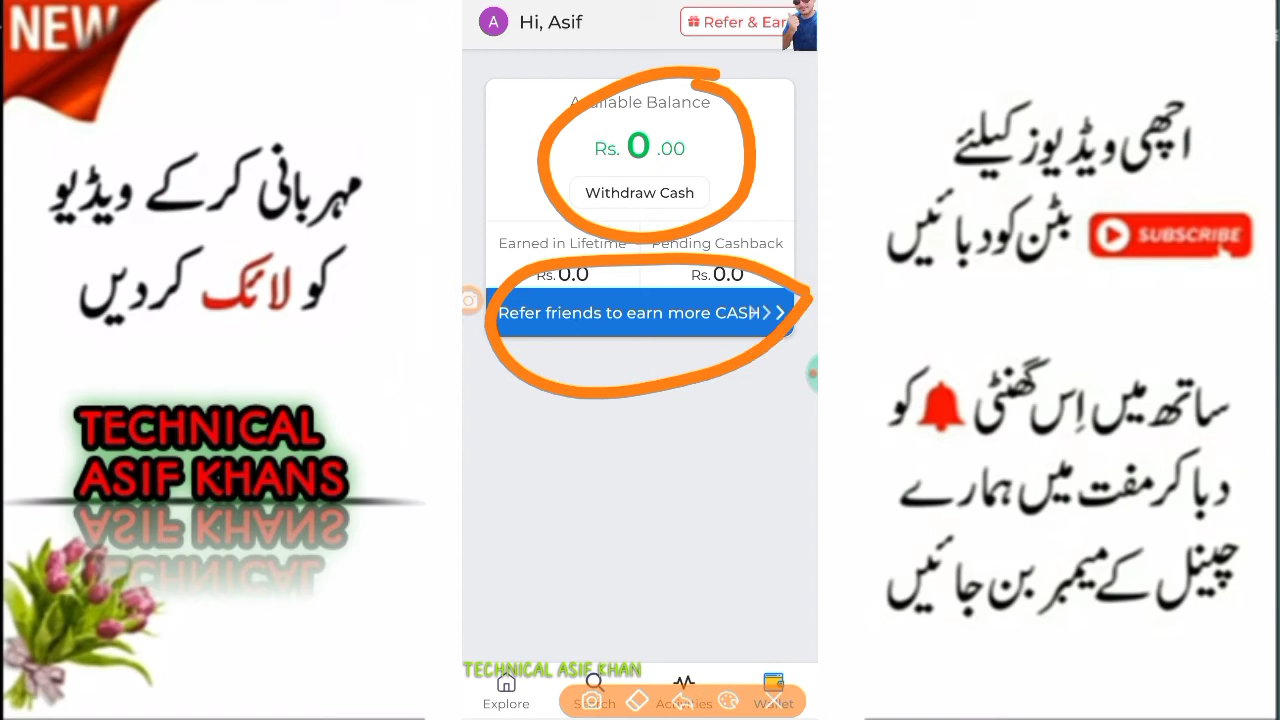 NEW
مہربانی کر کے ویڈیو
کو لائک کر دیں
TECHNICAL
ASIF KHANS
A
Hi, Asif
Refer & Ear
Available Balance
Rs. 0 .00
Withdraw Cash
Earned in Lifetime
Pending Cashback
Rs.0.0
Rs.0.0
Refer friends to earn more CASH
TECHNICAL ASIF KHAN
Explore
Search
Activities
Wallet
اچھی ویڈیوز کیلئے
بٹن کو دبائیں
SUBSCRIBE
ساتھ میں اِس گھنٹی کو
دبا کر مفت میں ہمارے
چینل کے میمبر بن جائیں